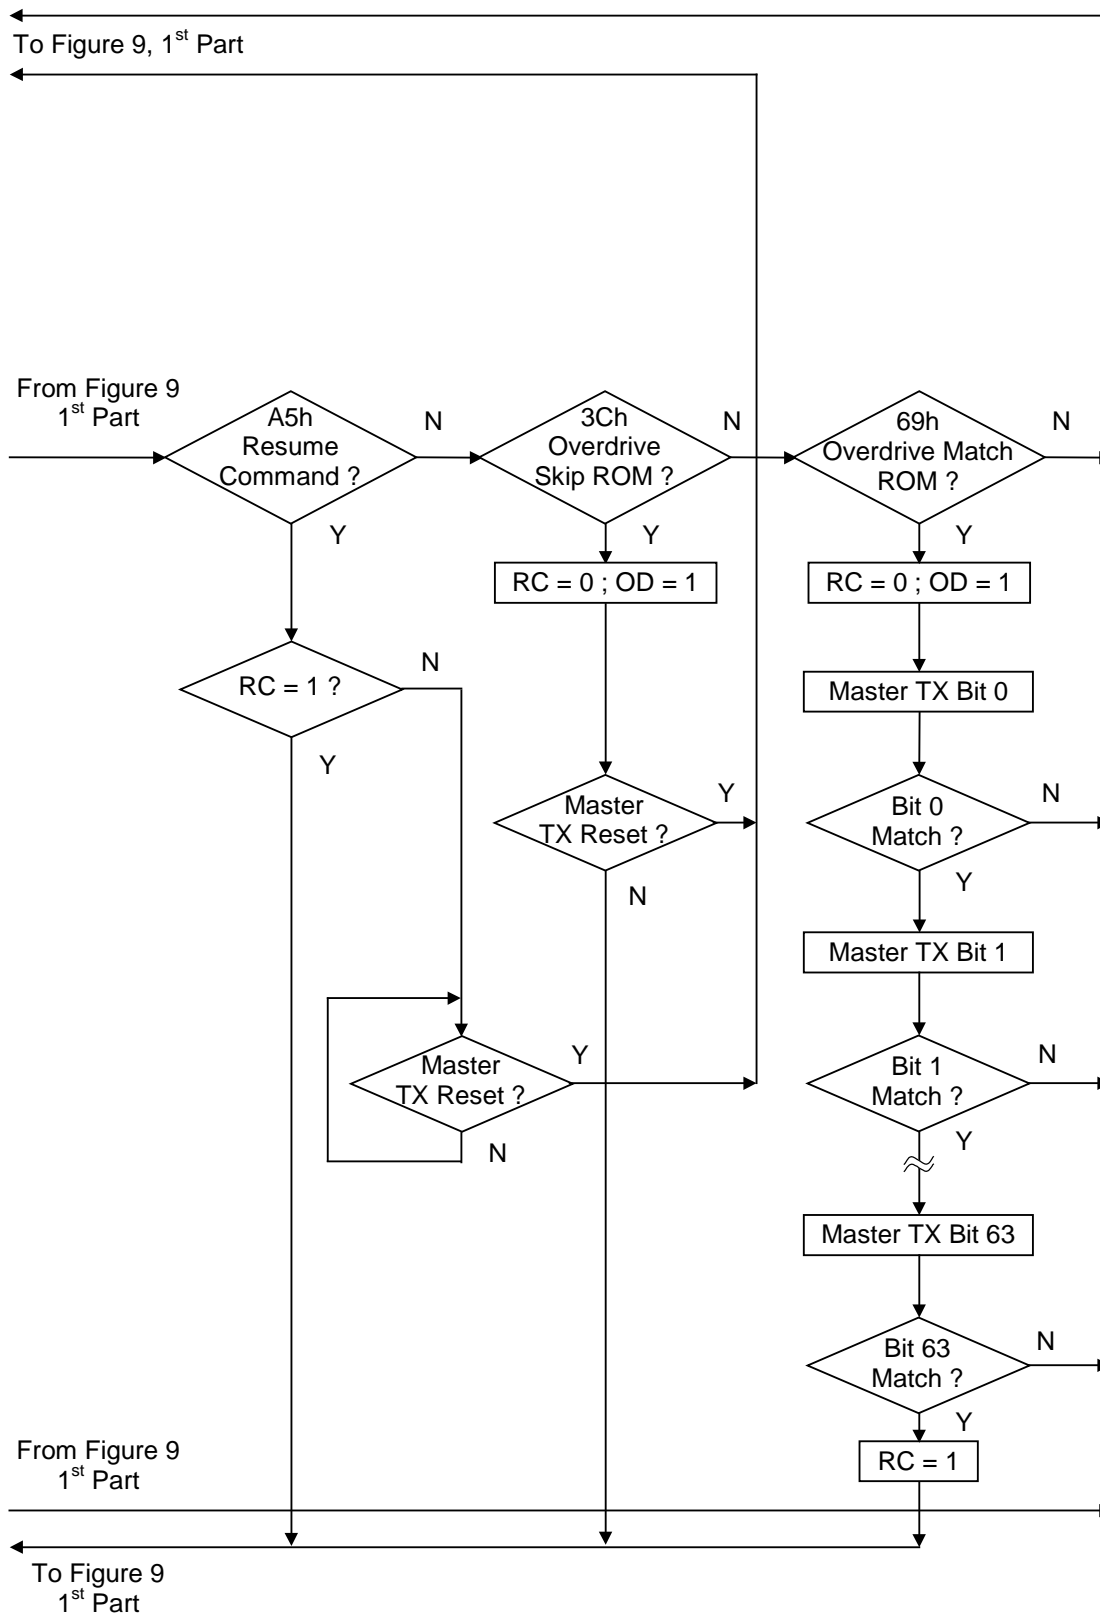 To Figure 9, 1st Part
From Figure 9
1st Part
A5h
Resume
Command ?
N
3Ch
Overdrive
Skip ROM ?
N
69h
Overdrive Match
ROM ?
N
Y
Y
Y
RC = 0 ; OD = 1
RC = 0 ; OD = 1
RC = 1 ?
N
Master TX Bit 0
Y
Master
TX Reset ?
Y
Bit 0
Match ?
N
N
Y
Master TX Bit 1
Master
TX Reset ?
Y
Bit 1
Match ?
N
N
Y
Master TX Bit 63
Bit 63
Match ?
N
Y
From Figure 9
1st Part
RC = 1
To Figure 9
1st Part